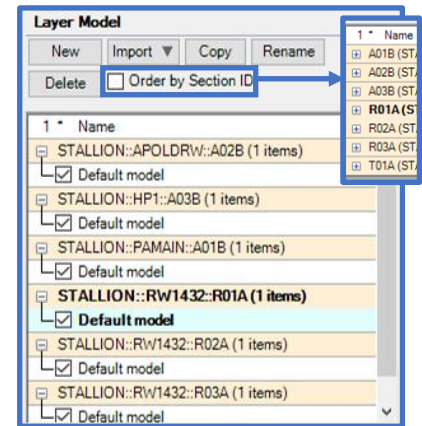 Layer Model
New Import ▼ Copy Rename
Delete Order by Section ID
1 Name
STALLION::APOLDRW::A02B (1 items)
Default model
STALLION::HP1::A03B (1 items)
Default model
STALLION::PAMAIN::A01B (1 items)
Default model
STALLION::RW1432::R01A (1 items)
Default model
STALLION::RW1432::R02A (1 items)
Default model
STALLION::RW1432::R03A (1 items)
Default model
1 Name
A01B (STA
A02B (STA
A03B (STA
R01A (S
R02A (STA
R03A (STA
T01A (STA